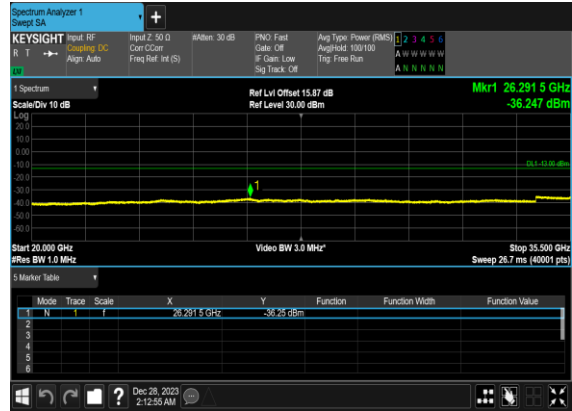 Spectrum Analyzer 1
Swept SA
+
KEYSIGHT Input: RF Input Z: 50 Ω #Atten: 30 dB PNO: Fast Avg Type: Power (RMS) 1 2 3 4 5 6
R T Coupling: DC Corr CCorr Gate: Off Avg|Hold: 100/100 A W W W W W
Align: Auto Freq Ref: Int (S) IF Gain: Low Trig: Free Run
Sig Track: Off A N N N N N
1 Spectrum Ref Lvl Offset 15.87 dB Mkr1 26.291 5 GHz
Scale/Div 10 dB Ref Level 30.00 dBm -36.247 dBm
Log
20.0
10.0
0.00
-10.0 DL1 -13.00 dBm
-20.0
-30.0 1
-40.0
-50.0
-60.0
Start 20.000 GHz Video BW 3.0 MHz* Stop 35.500 GHz
#Res BW 1.0 MHz Sweep 26.7 ms (40001 pts)
5 Marker Table
Mode Trace Scale X Y Function Function Width Function Value
1 N 1 f 26.291 5 GHz -36.25 dBm
2
3
4
5
6
? Dec 28, 2023
2:12:55 AM